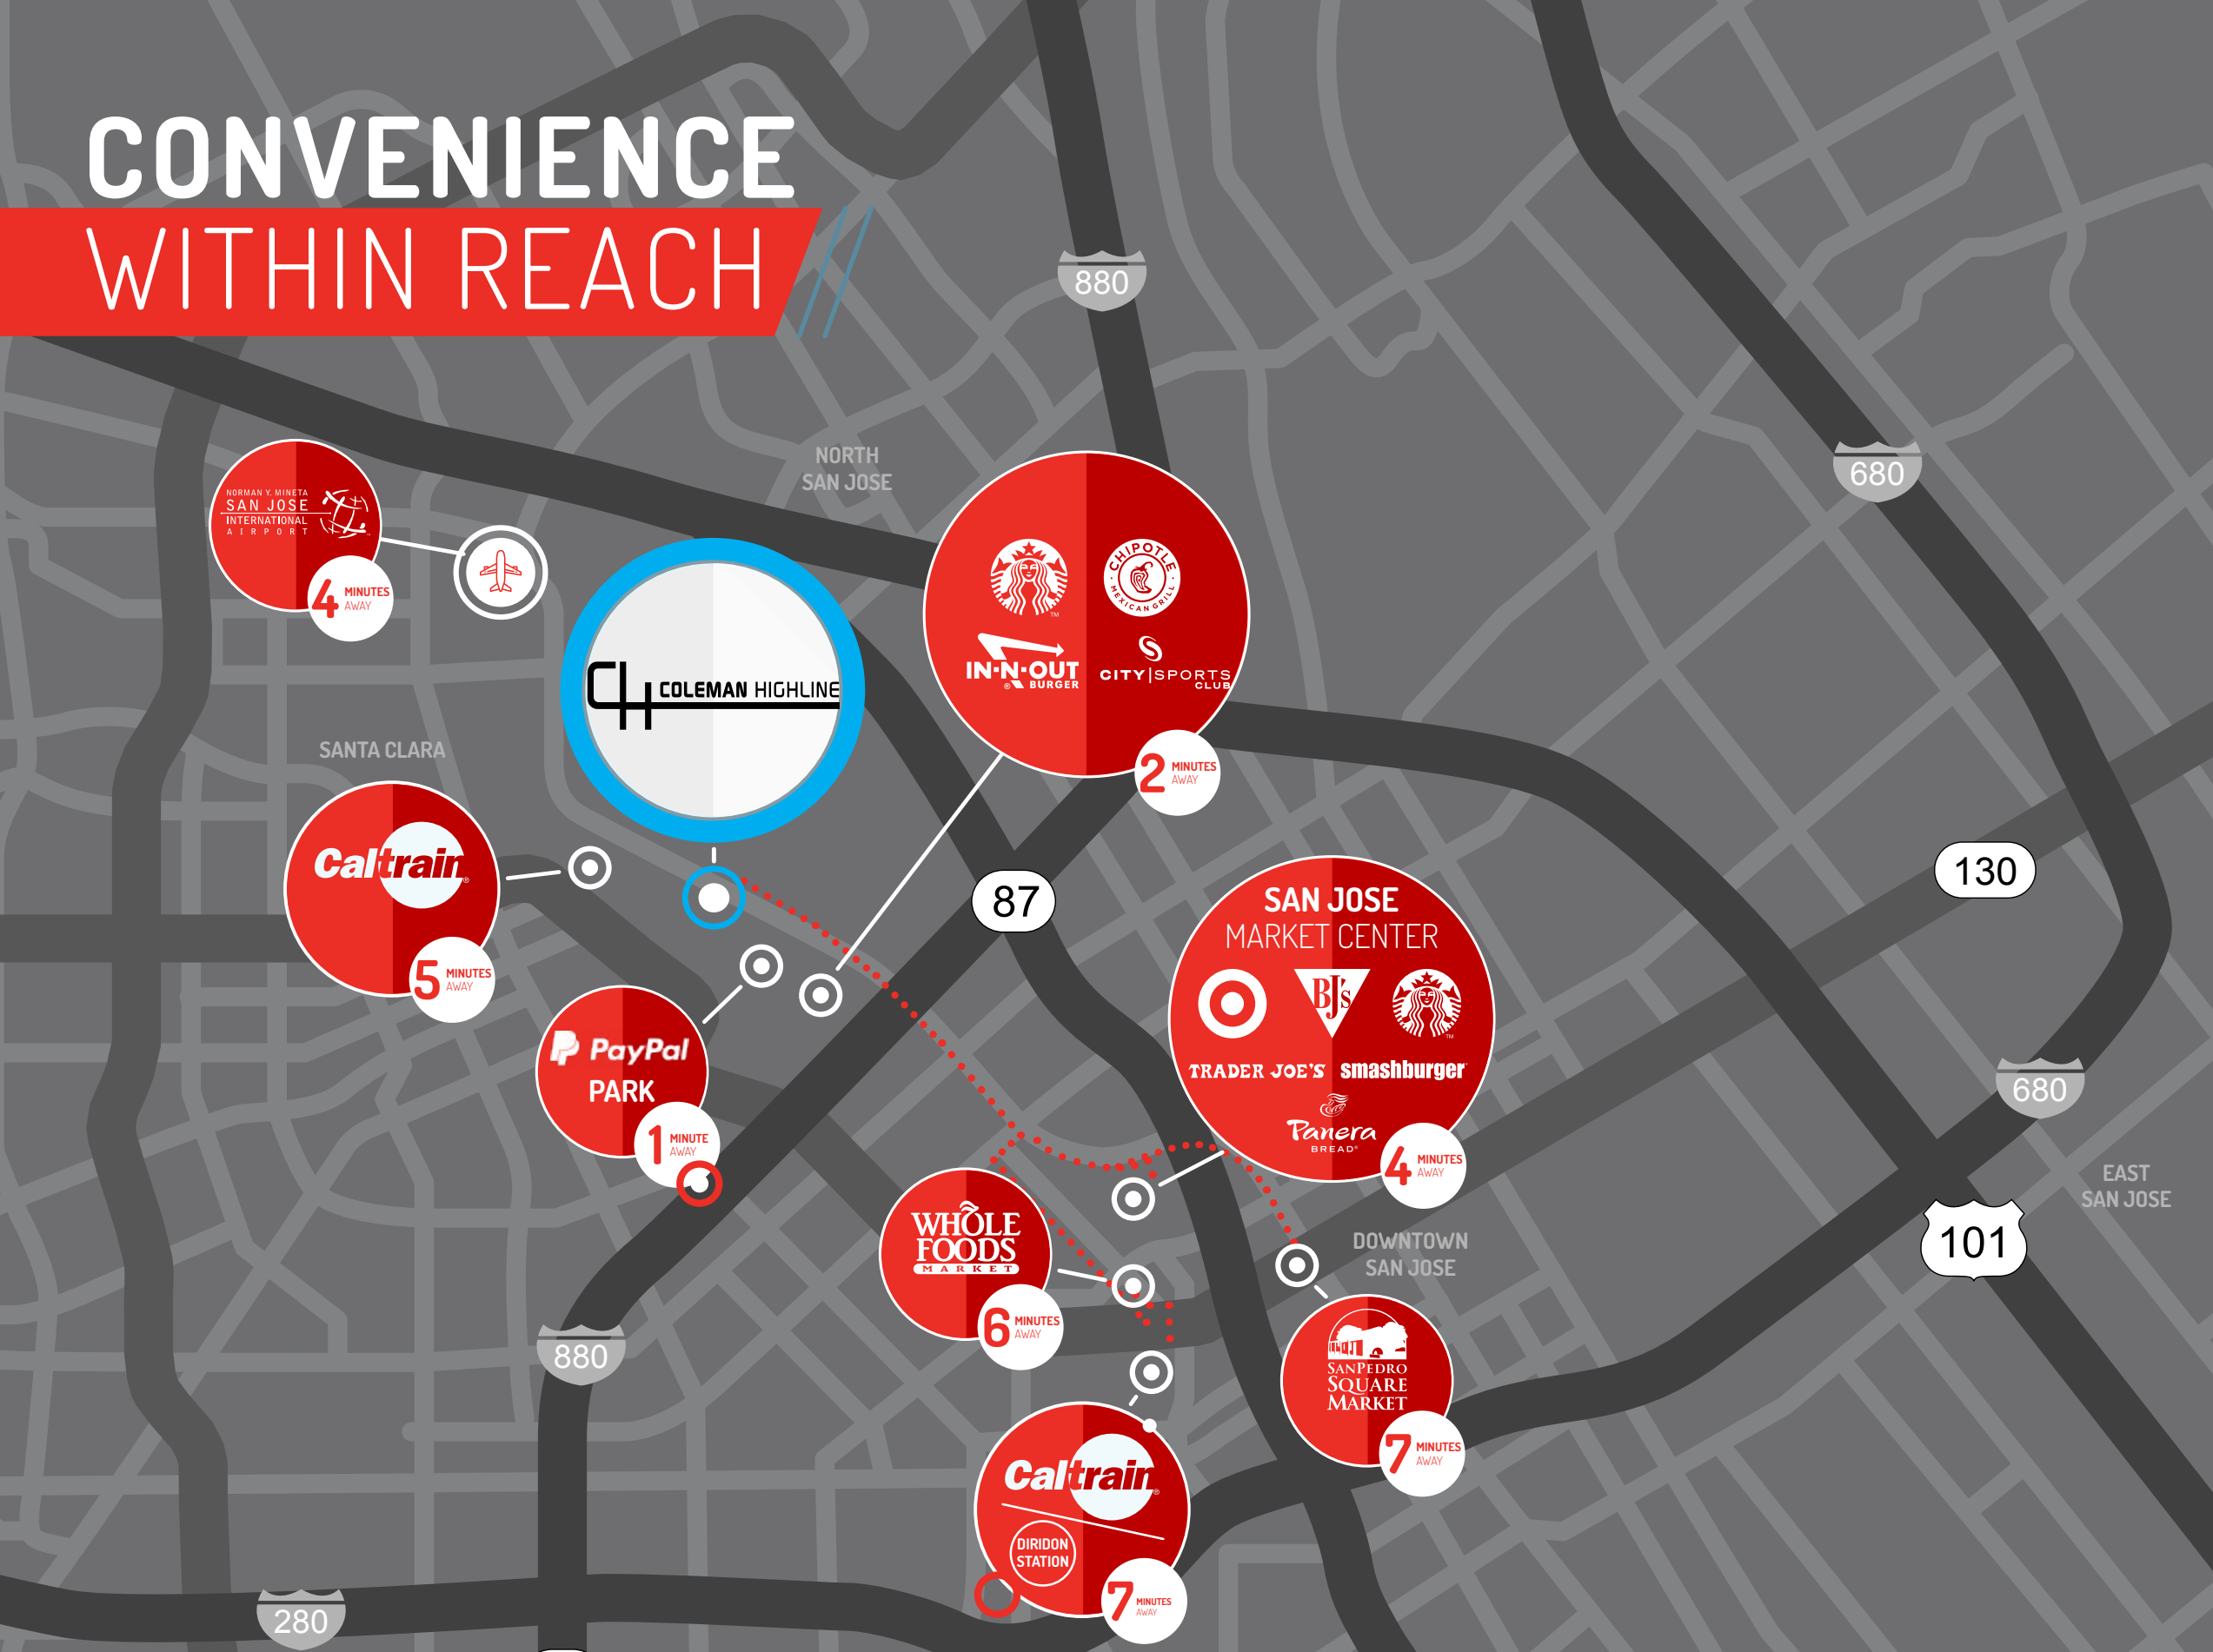 CONVENIENCE
WITHIN REACH
880
NORTH
SAN JOSE
680
NORMAN Y. MINETA
SAN JOSE
INTERNATIONAL
AIRPORT
4 MINUTES
AWAY
CHIPOTLE
MEXICAN GRILL
TM
IN-N-OUT
® BURGER
CITY|SPORTS
CLUB
2 MINUTES
AWAY
CH COLEMAN HIGHLINE
SANTA CLARA
Caltrain®
5 MINUTES
AWAY
87
130
SAN JOSE
MARKET CENTER
BJ's
TM
TRADER JOE'S smashburger
Panera
BREAD®
4 MINUTES
AWAY
PayPal
PARK
1 MINUTE
AWAY
680
EAST
SAN JOSE
101
WHOLE
FOODS
MARKET
6 MINUTES
AWAY
DOWNTOWN
SAN JOSE
SANPEDRO
SQUARE
MARKET
7 MINUTES
AWAY
880
Caltrain®
DIRIDON
STATION
7 MINUTES
AWAY
280